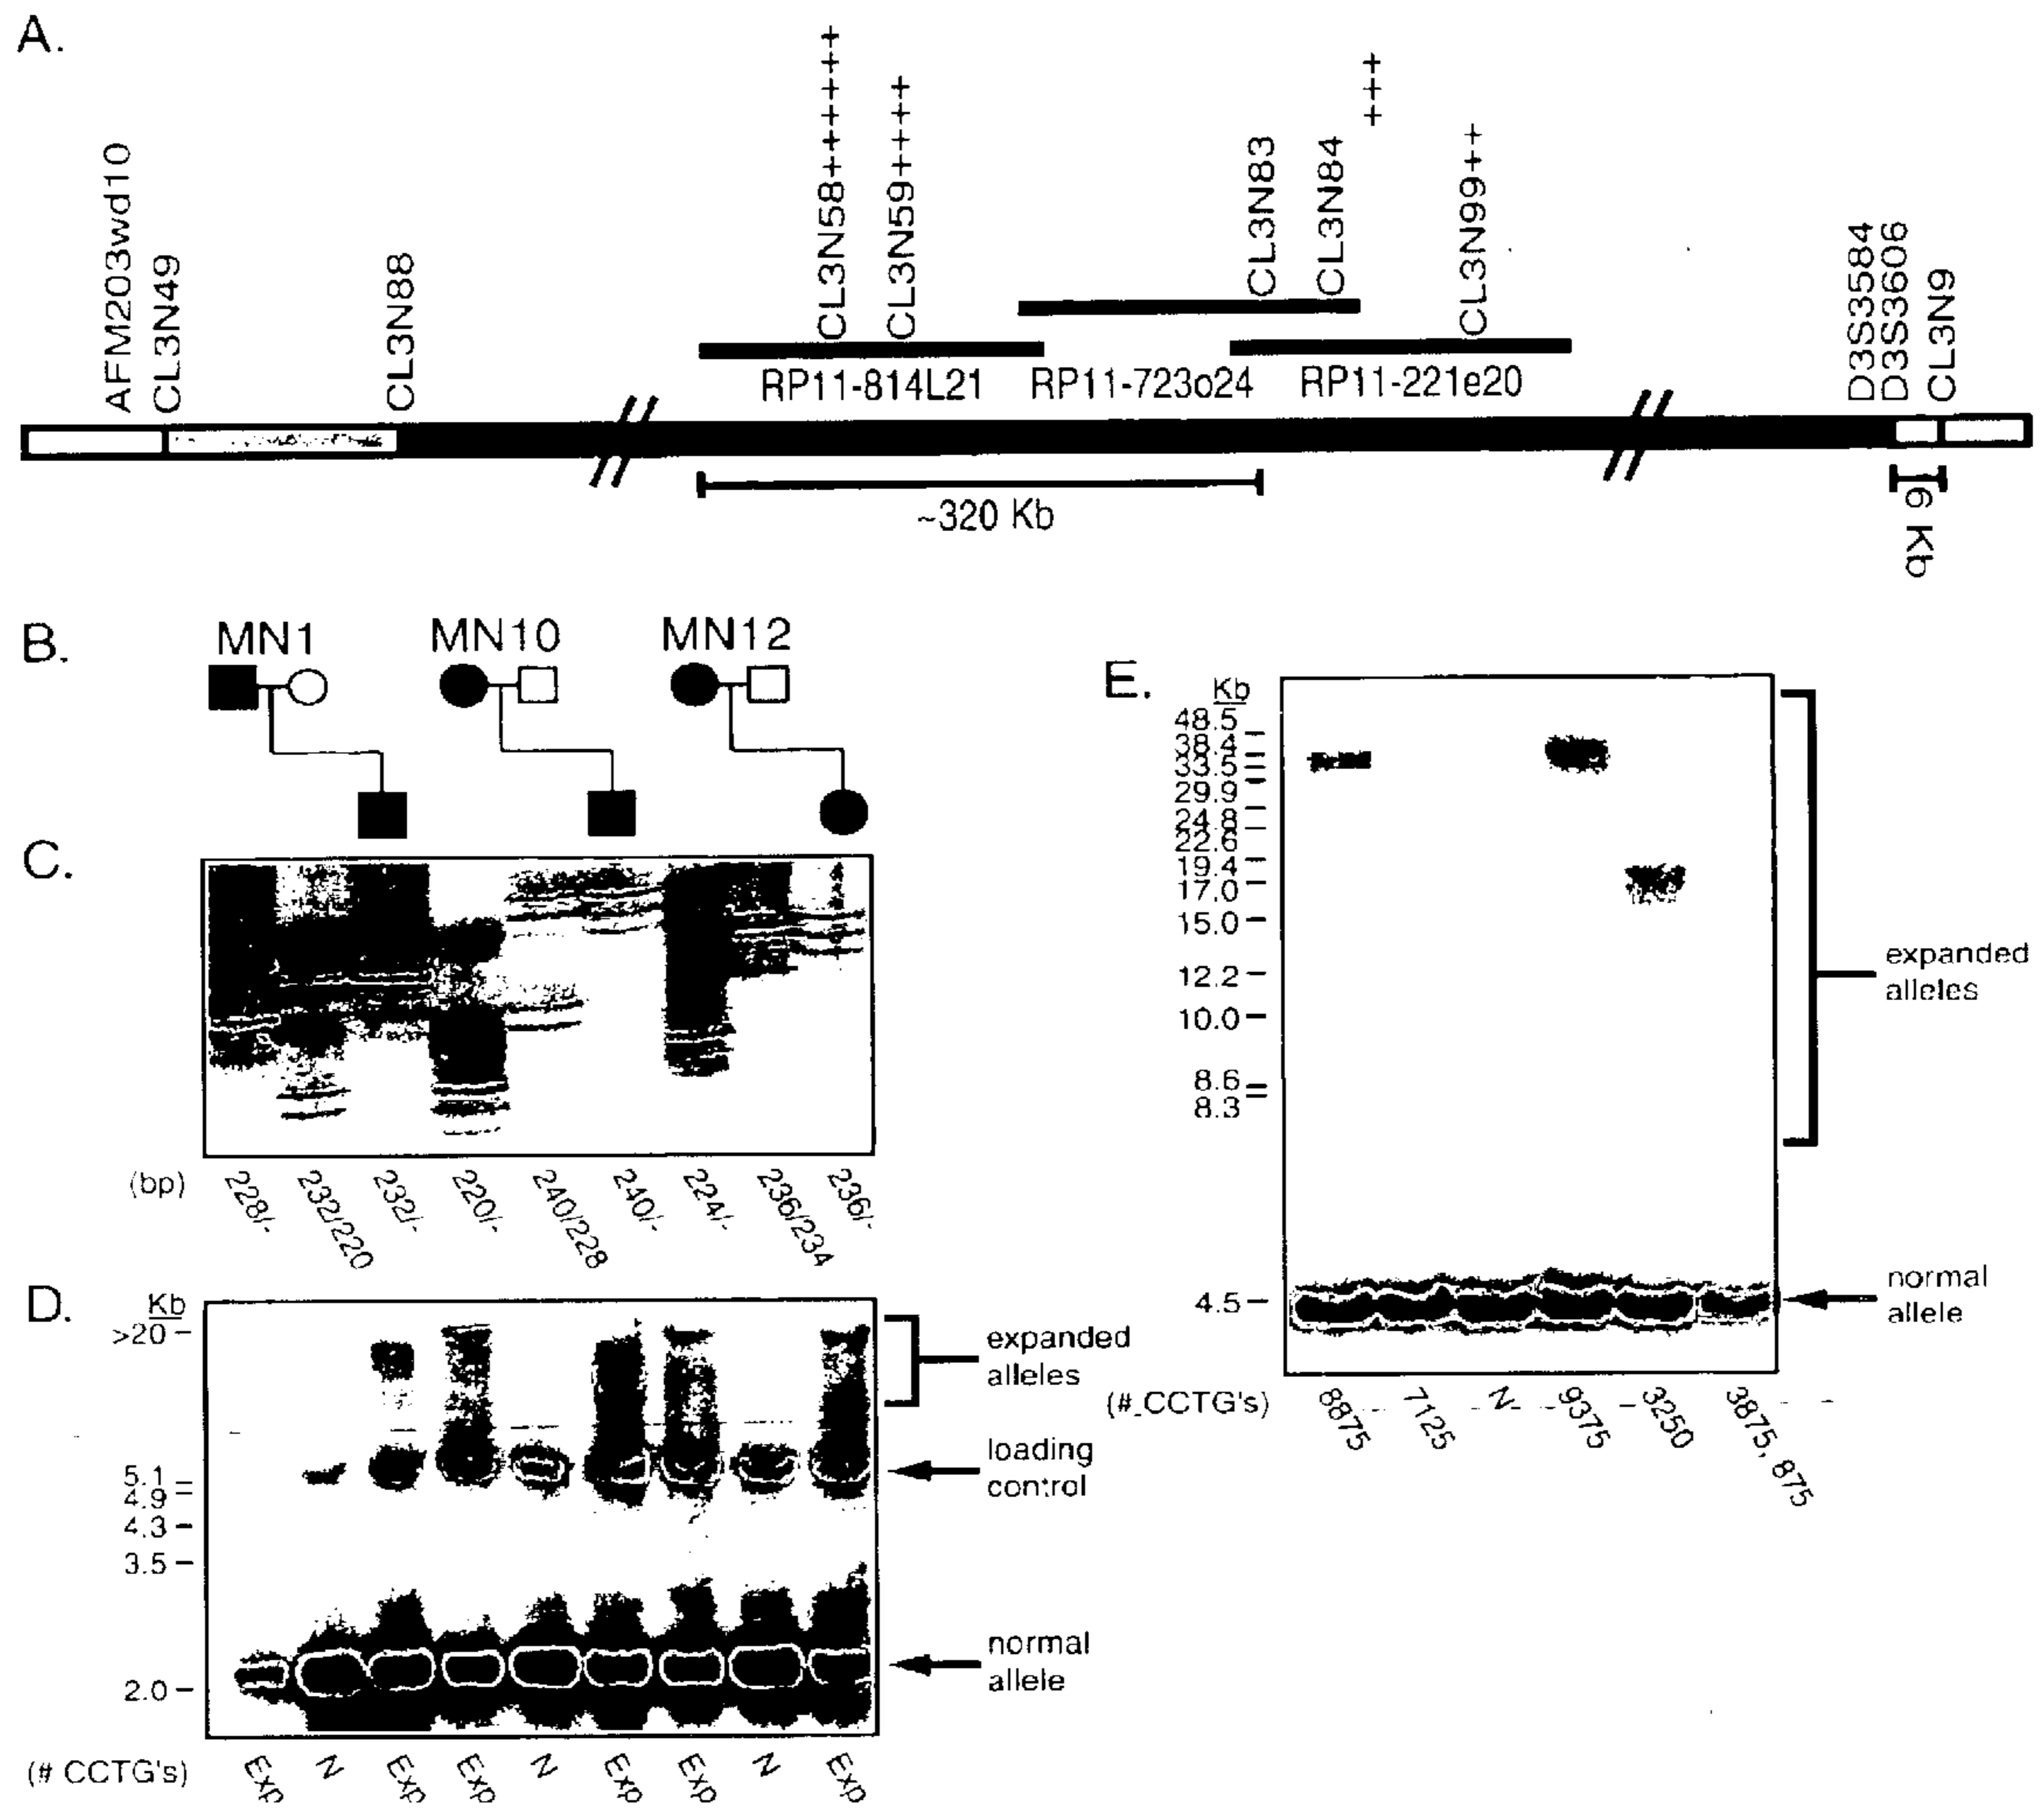 A.
AFM203wd10
CL3N49
CL3N88
CL3N58++++++
CL3N59++++
CL3N83
CL3N84
+++
CL3N99++
D3S3584
D3S3606
CL3N9
RP11-814L21
RP11-723o24
RP11-221e20
~320 Kb
9 Kb
B.
MN1
MN10
MN12
C.
(bp)
228/-
232/220
232/-
220/-
240/228
240/-
224/-
236/234
236/-
D.
Kb
>20
5.1
4.9
4.3
3.5
2.0
expanded
alleles
loading
control
normal
allele
(# CCTG's)
Exp
N
Exp
Exp
N
Exp
Exp
N
Exp
E.
Kb
48.5
38.4
33.5
29.9
24.8
22.6
19.4
17.0
15.0
12.2
10.0
8.6
8.3
4.5
expanded
alleles
normal
allele
(# CCTG's)
8875
7125
N
9375
3250
3875, 875